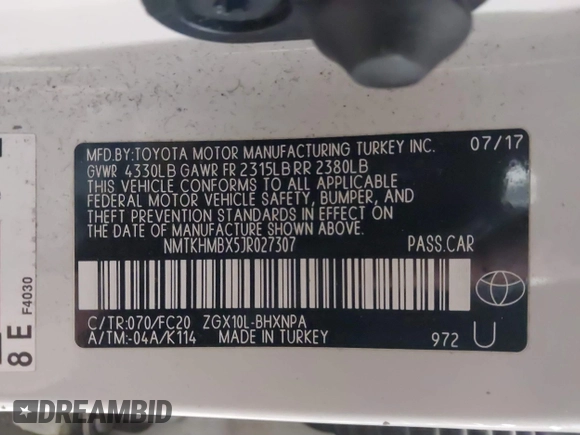 MFD.BY:TOYOTA MOTOR MANUFACTURING TURKEY INC. 07/17
GVWR 4330LB GAWR FR 2315LB RR 2380LB
THIS VEHICLE CONFORMS TO ALL APPLICABLE
FEDERAL MOTOR VEHICLE SAFETY, BUMPER, AND
THEFT PREVENTION STANDARDS IN EFFECT ON
THE DATE OF MANUFACTURE SHOWN ABOVE.
NMTKHMBX5JR027307 PASS.CAR
C/TR:070/FC20 ZGX10L-BHXNPA
A/TM:-04A/K114 MADE IN TURKEY 972 U
8 E F4030
DREAMBID